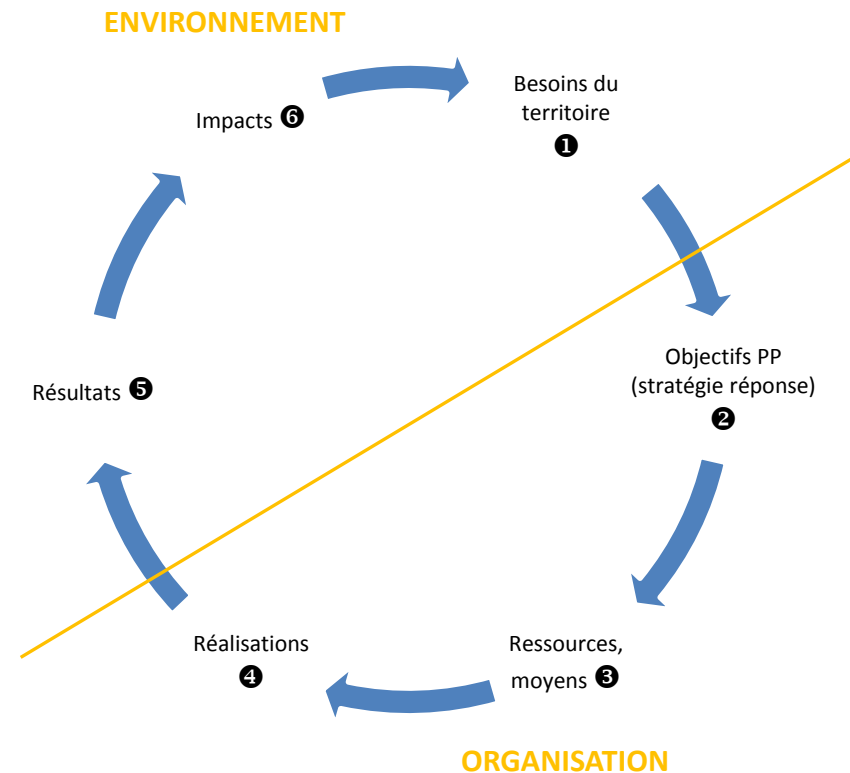 ENVIRONNEMENT
Besoins du
territoire
❶
Objectifs PP
(stratégie réponse)
❷
Ressources,
moyens ❸
Réalisations
❹
Résultats ❺
Impacts ❻
ORGANISATION